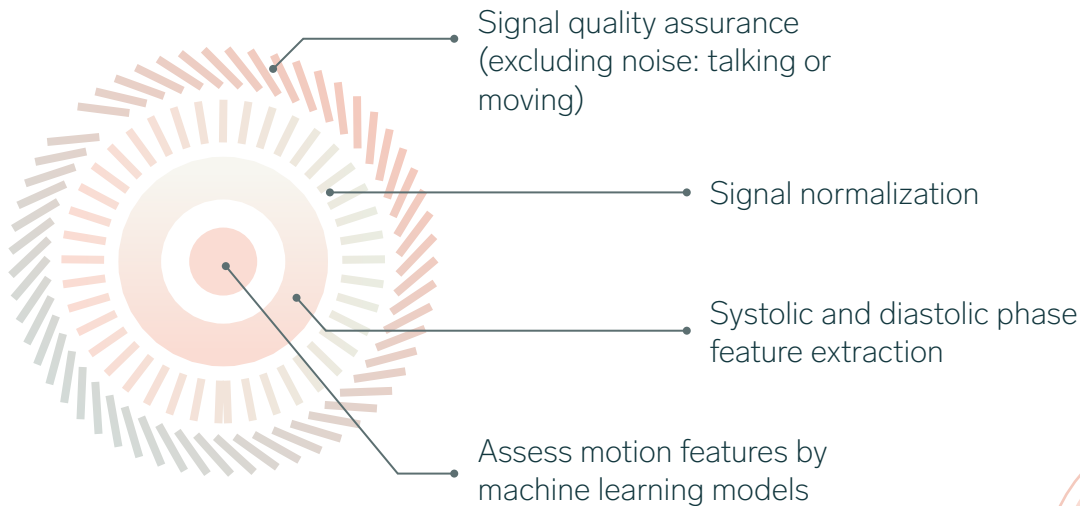 Signal quality assurance
(excluding noise: talking or
moving)
Signal normalization
Systolic and diastolic phase
feature extraction
Assess motion features by
machine learning models